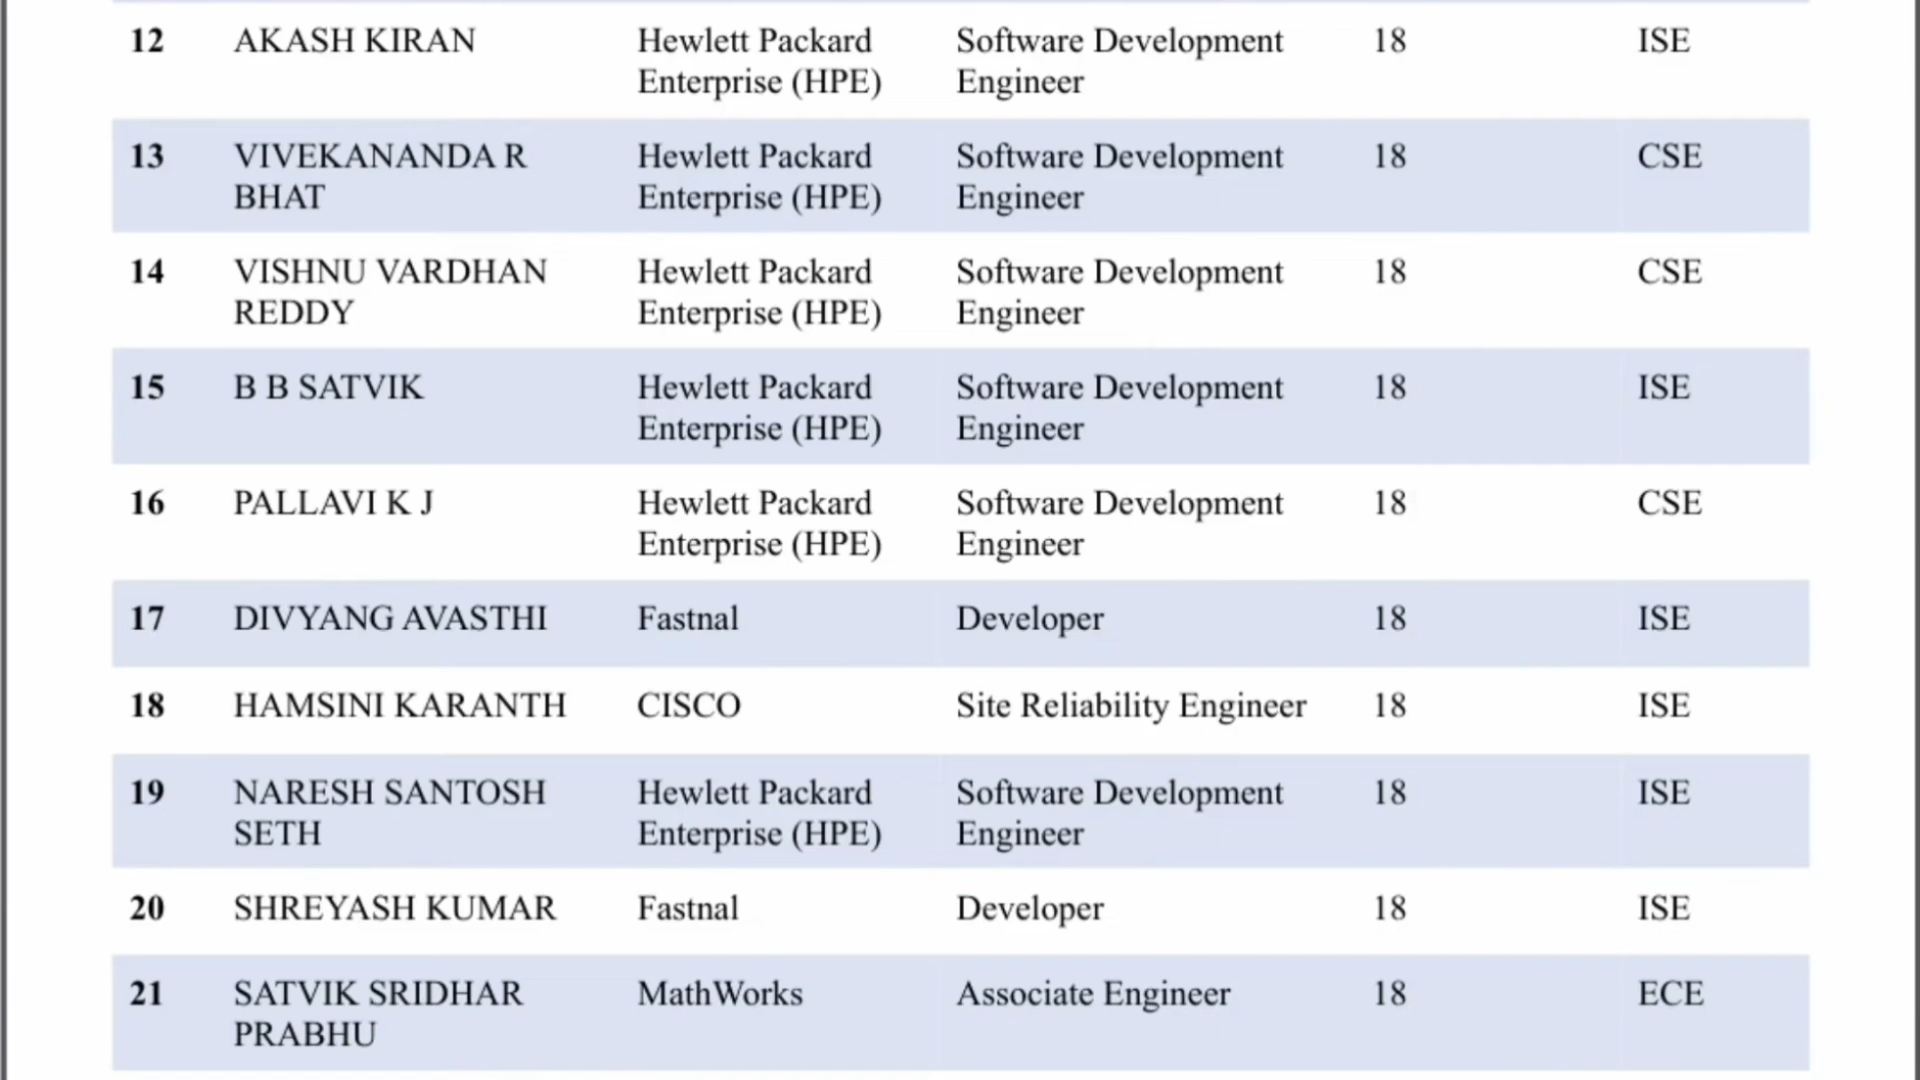 12 AKASH KIRAN Hewlett Packard Software Development 18 ISE
Enterprise (HPE) Engineer
13 VIVEKANANDA R Hewlett Packard Software Development 18 CSE
BHAT Enterprise (HPE) Engineer
14 VISHNU VARDHAN Hewlett Packard Software Development 18 CSE
REDDY Enterprise (HPE) Engineer
15 B B SATVIK Hewlett Packard Software Development 18 ISE
Enterprise (HPE) Engineer
16 PALLAVI K J Hewlett Packard Software Development 18 CSE
Enterprise (HPE) Engineer
17 DIVYANG AVASTHI Fastnal Developer 18 ISE
18 HAMSINI KARANTH CISCO Site Reliability Engineer 18 ISE
19 NARESH SANTOSH Hewlett Packard Software Development 18 ISE
SETH Enterprise (HPE) Engineer
20 SHREYASH KUMAR Fastnal Developer 18 ISE
21 SATVIK SRIDHAR MathWorks Associate Engineer 18 ECE
PRABHU